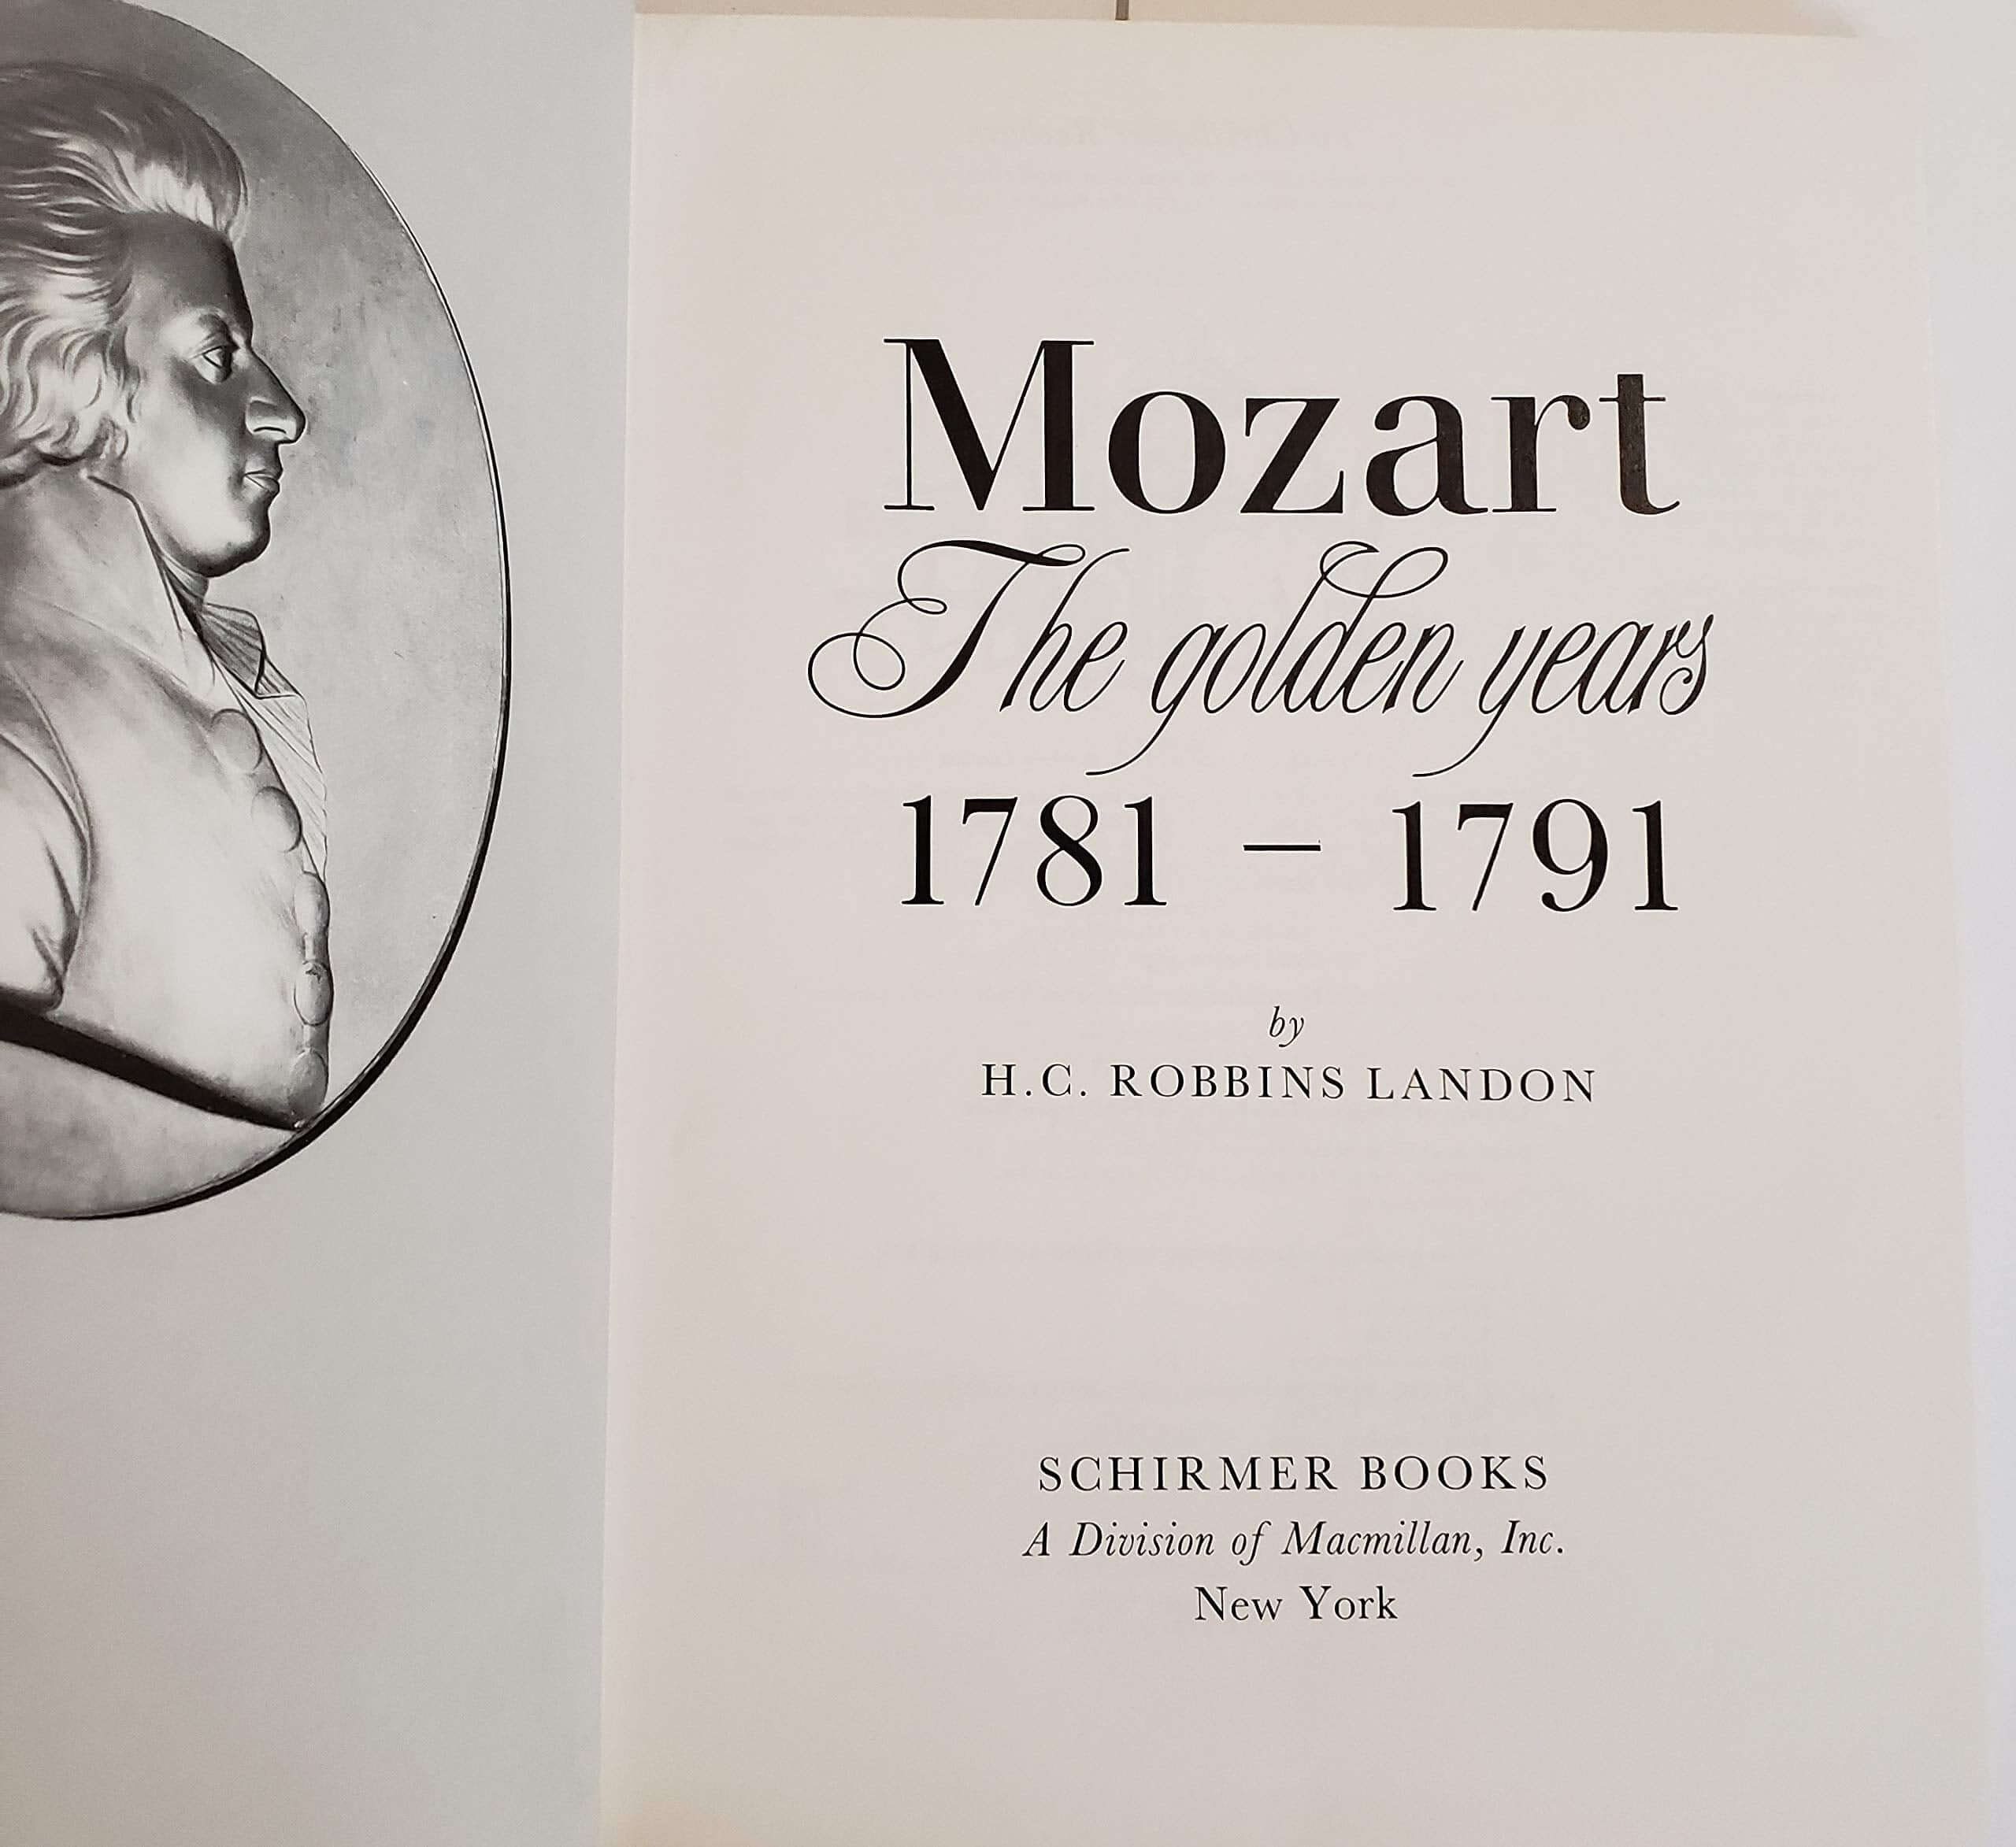 Mozart
The golden years
1781 – 1791
by
H.C. ROBBINS LANDON
SCHIRMER BOOKS
A Division of Macmillan, Inc.
New York